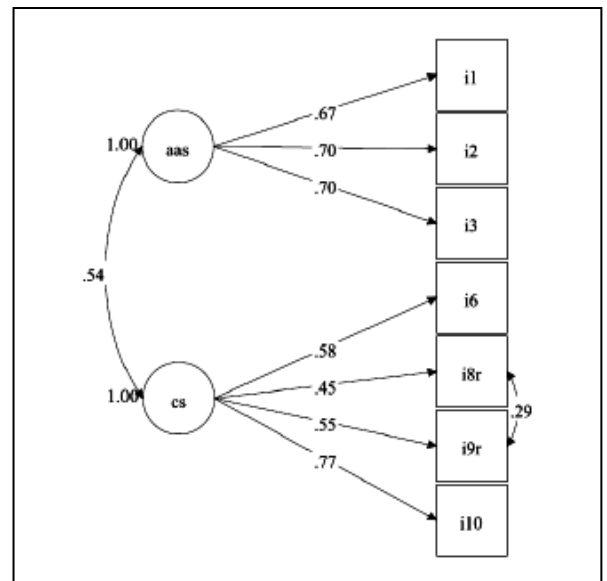 i1
.67
1.00 aas
.70
i2
.70
i3
.54
i6
.58
1.00 cs
.45
i8r
.29
.55
i9r
.77
i10